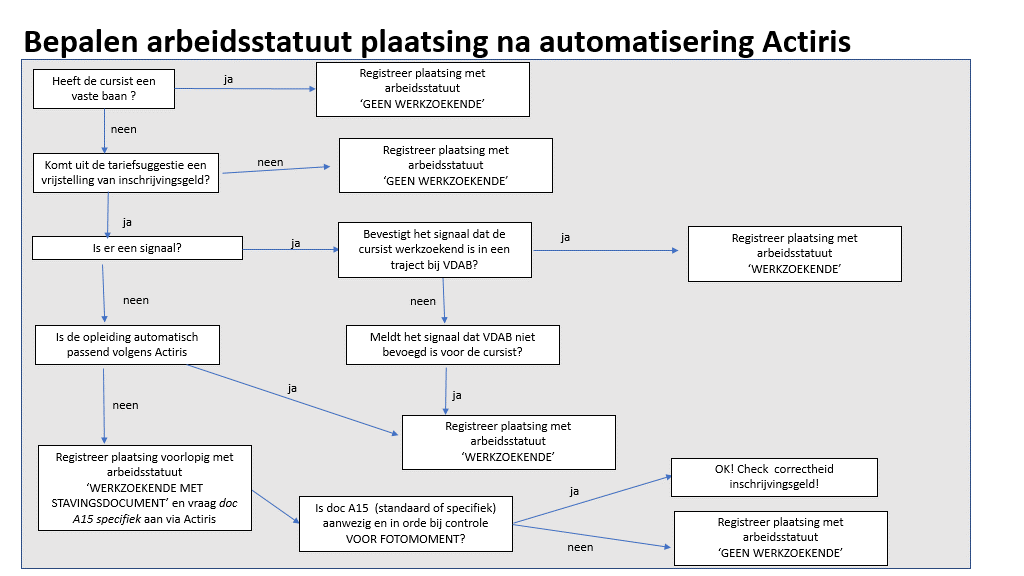 Bepalen arbeidsstatuut plaatsing na automatisering Actiris
Heeft de cursist een
vaste baan ?
ja
Registreer plaatsing met
arbeidsstatuut
‘GEEN WERKZOEKENDE’
neen
Komt uit de tariefsuggestie een
vrijstelling van inschrijvingsgeld?
neen
Registreer plaatsing met
arbeidsstatuut
‘GEEN WERKZOEKENDE’
ja
Is er een signaal?
ja
Bevestigt het signaal dat de
cursist werkzoekend is in een
traject bij VDAB?
ja
Registreer plaatsing met
arbeidsstatuut
‘WERKZOEKENDE’
neen
neen
Is de opleiding automatisch
passend volgens Actiris
Meldt het signaal dat VDAB niet
bevoegd is voor de cursist?
ja
ja
neen
Registreer plaatsing met
arbeidsstatuut
‘WERKZOEKENDE’
Registreer plaatsing voorlopig met
arbeidsstatuut
‘WERKZOEKENDE MET
STAVINGSDOCUMENT’ en vraag doc
A15 specifiek aan via Actiris
Is doc A15 (standaard of specifiek)
aanwezig en in orde bij controle
VOOR FOTOMOMENT?
ja
OK! Check correctheid
inschrijvingsgeld!
neen
Registreer plaatsing met
arbeidsstatuut
‘GEEN WERKZOEKENDE’